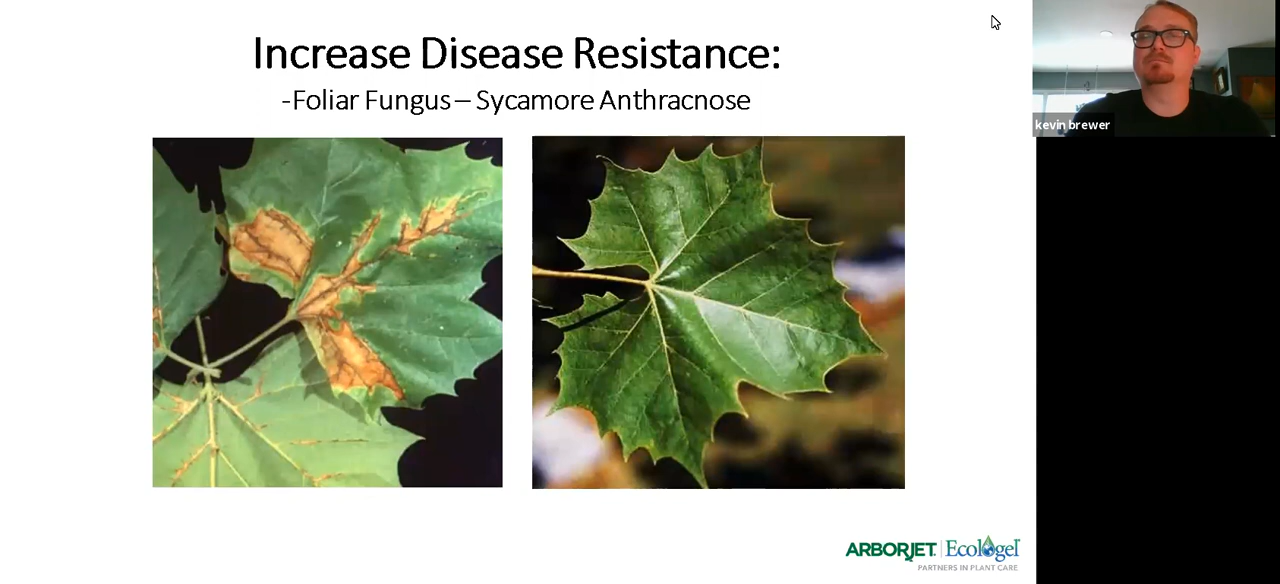 Increase Disease Resistance:
-Foliar Fungus – Sycamore Anthracnose
kevin brewer
ARBORJET Ecologel
PARTNERS IN PLANT CARE